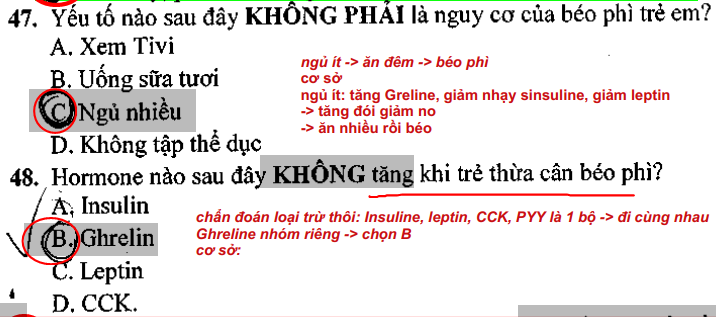 47. Yếu tố nào sau đây KHÔNG PHẢI là nguy cơ của béo phì trẻ em?
A. Xem Tivi
B. Uống sữa tươi
C. Ngủ nhiều
D. Không tập thể dục
ngủ ít -> ăn đêm -> béo phì
cơ sở
ngủ ít: tăng Greline, giảm nhạy sinsuline, giảm leptin
-> tăng đói giảm no
-> ăn nhiều rồi béo
48. Hormone nào sau đây KHÔNG tăng khi trẻ thừa cân béo phì?
A. Insulin
B. Ghrelin
C. Leptin
D. CCK.
chẩn đoán loại trừ thôi: Insuline, leptin, CCK, PYY là 1 bộ -> đi cùng nhau
Ghreline nhóm riêng -> chọn B
cơ sở: